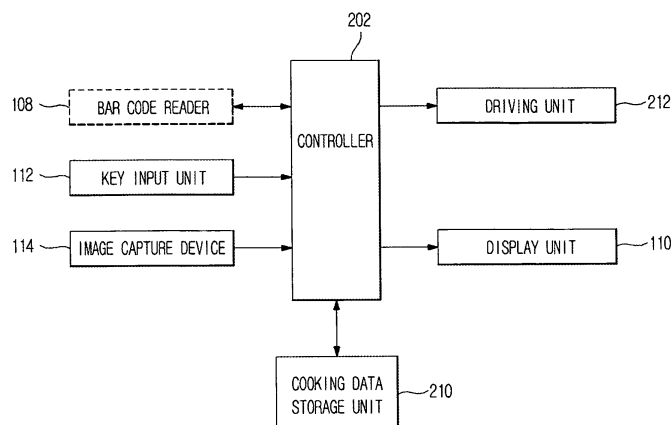 202
108
BAR CODE READER
CONTROLLER
DRIVING UNIT
212
112
KEY INPUT UNIT
114
IMAGE CAPTURE DEVICE
DISPLAY UNIT
110
COOKING DATA
STORAGE UNIT
210